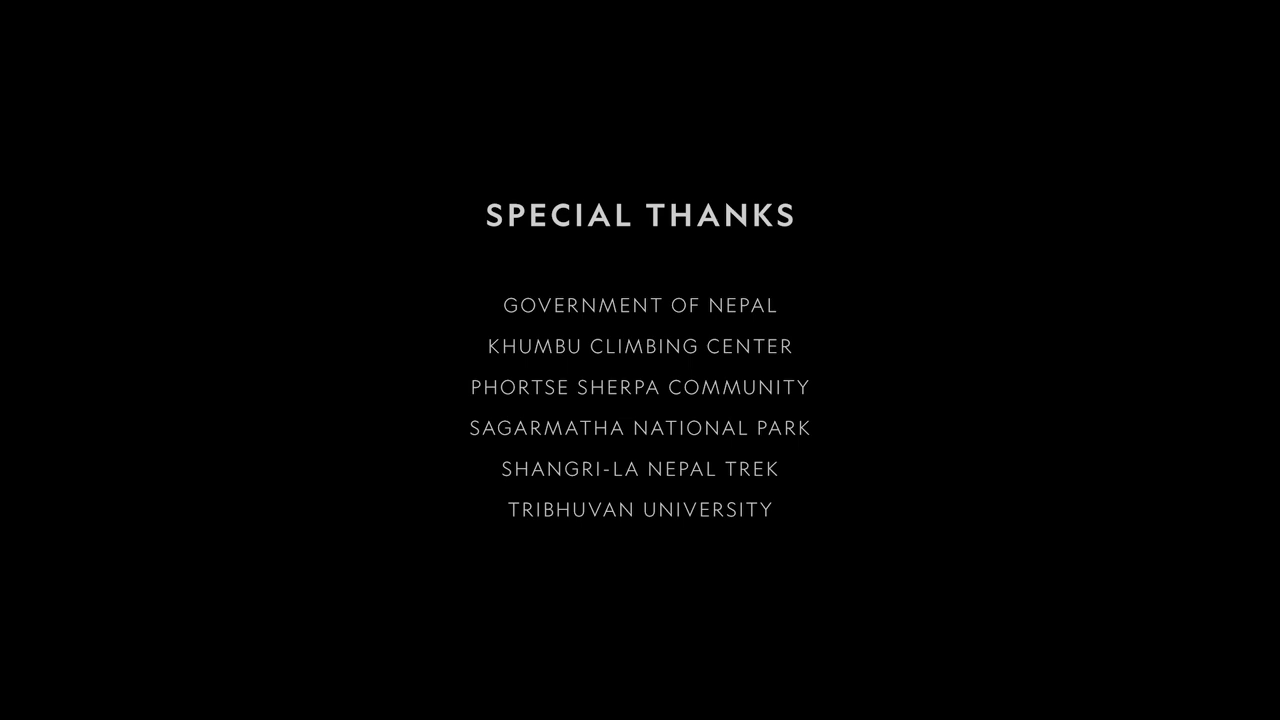 SPECIAL THANKS
GOVERNMENT OF NEPAL
KHUMBU CLIMBING CENTER
PHORTSE SHERPA COMMUNITY
SAGARMATHA NATIONAL PARK
SHANGRI-LA NEPAL TREK
TRIBHUVAN UNIVERSITY